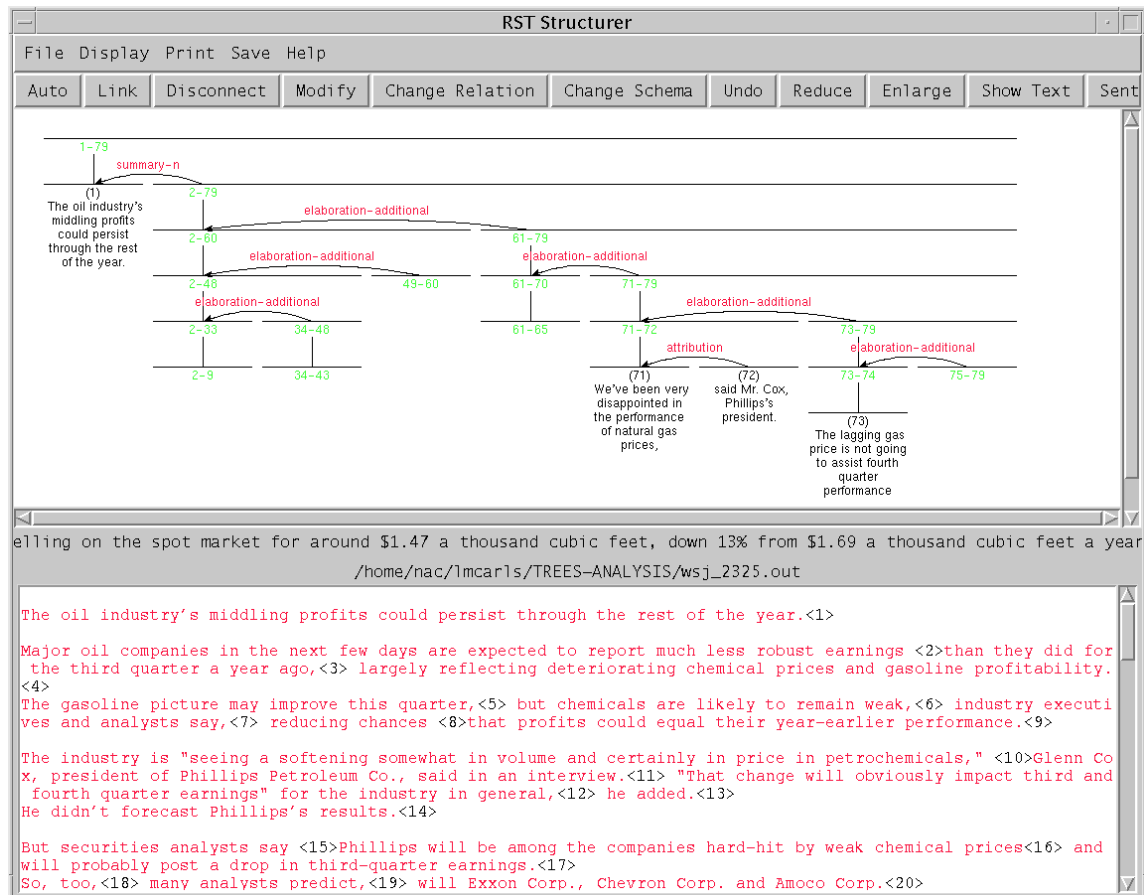 RST Structurer
File Display Print Save Help
Auto Link Disconnect Modify Change Relation Change Schema Undo Reduce Enlarge Show Text Sent
1-79
summary-n
(1)
The oil industry's
middling profits
could persist
through the rest
of the year.
2-79
elaboration-additional
2-60 61-79
elaboration-additional elaboration-additional
2-48 49-60 61-70 71-79
elaboration-additional elaboration-additional
2-33 34-48 61-65 71-72 73-79
attribution elaboration-additional
2-9 34-43
(71)
We've been very
disappointed in
the performance
of natural gas
prices,
(72)
said Mr. Cox,
Phillips's
president.
73-74 75-79
(73)
The lagging gas
price is not going
to assist fourth
quarter
performance
elling on the spot market for around $1.47 a thousand cubic feet, down 13% from $1.69 a thousand cubic feet a year
/home/nac/lmcarls/TREES-ANALYSIS/wsj_2325.out
The oil industry's middling profits could persist through the rest of the year.<1>
Major oil companies in the next few days are expected to report much less robust earnings <2>than they did for
the third quarter a year ago,<3> largely reflecting deteriorating chemical prices and gasoline profitability.
<4>
The gasoline picture may improve this quarter,<5> but chemicals are likely to remain weak,<6> industry executi
ves and analysts say,<7> reducing chances <8>that profits could equal their year-earlier performance.<9>
The industry is "seeing a softening somewhat in volume and certainly in price in petrochemicals," <10>Glenn Co
x, president of Phillips Petroleum Co., said in an interview.<11> "That change will obviously impact third and
fourth quarter earnings" for the industry in general,<12> he added.<13>
He didn't forecast Phillips's results.<14>
But securities analysts say <15>Phillips will be among the companies hard-hit by weak chemical prices<16> and
will probably post a drop in third-quarter earnings.<17>
So, too,<18> many analysts predict,<19> will Exxon Corp., Chevron Corp. and Amoco Corp.<20>